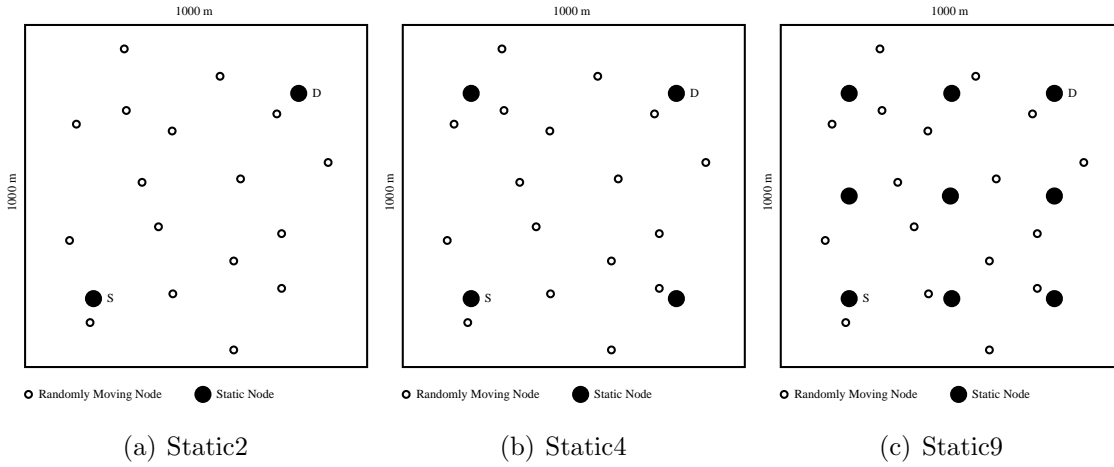 1000 m
1000 m
1000 m
D
D
D
1000 m
1000 m
1000 m
S
S
S
Randomly Moving Node
Static Node
Randomly Moving Node
Static Node
Randomly Moving Node
Static Node
(a) Static2
(b) Static4
(c) Static9